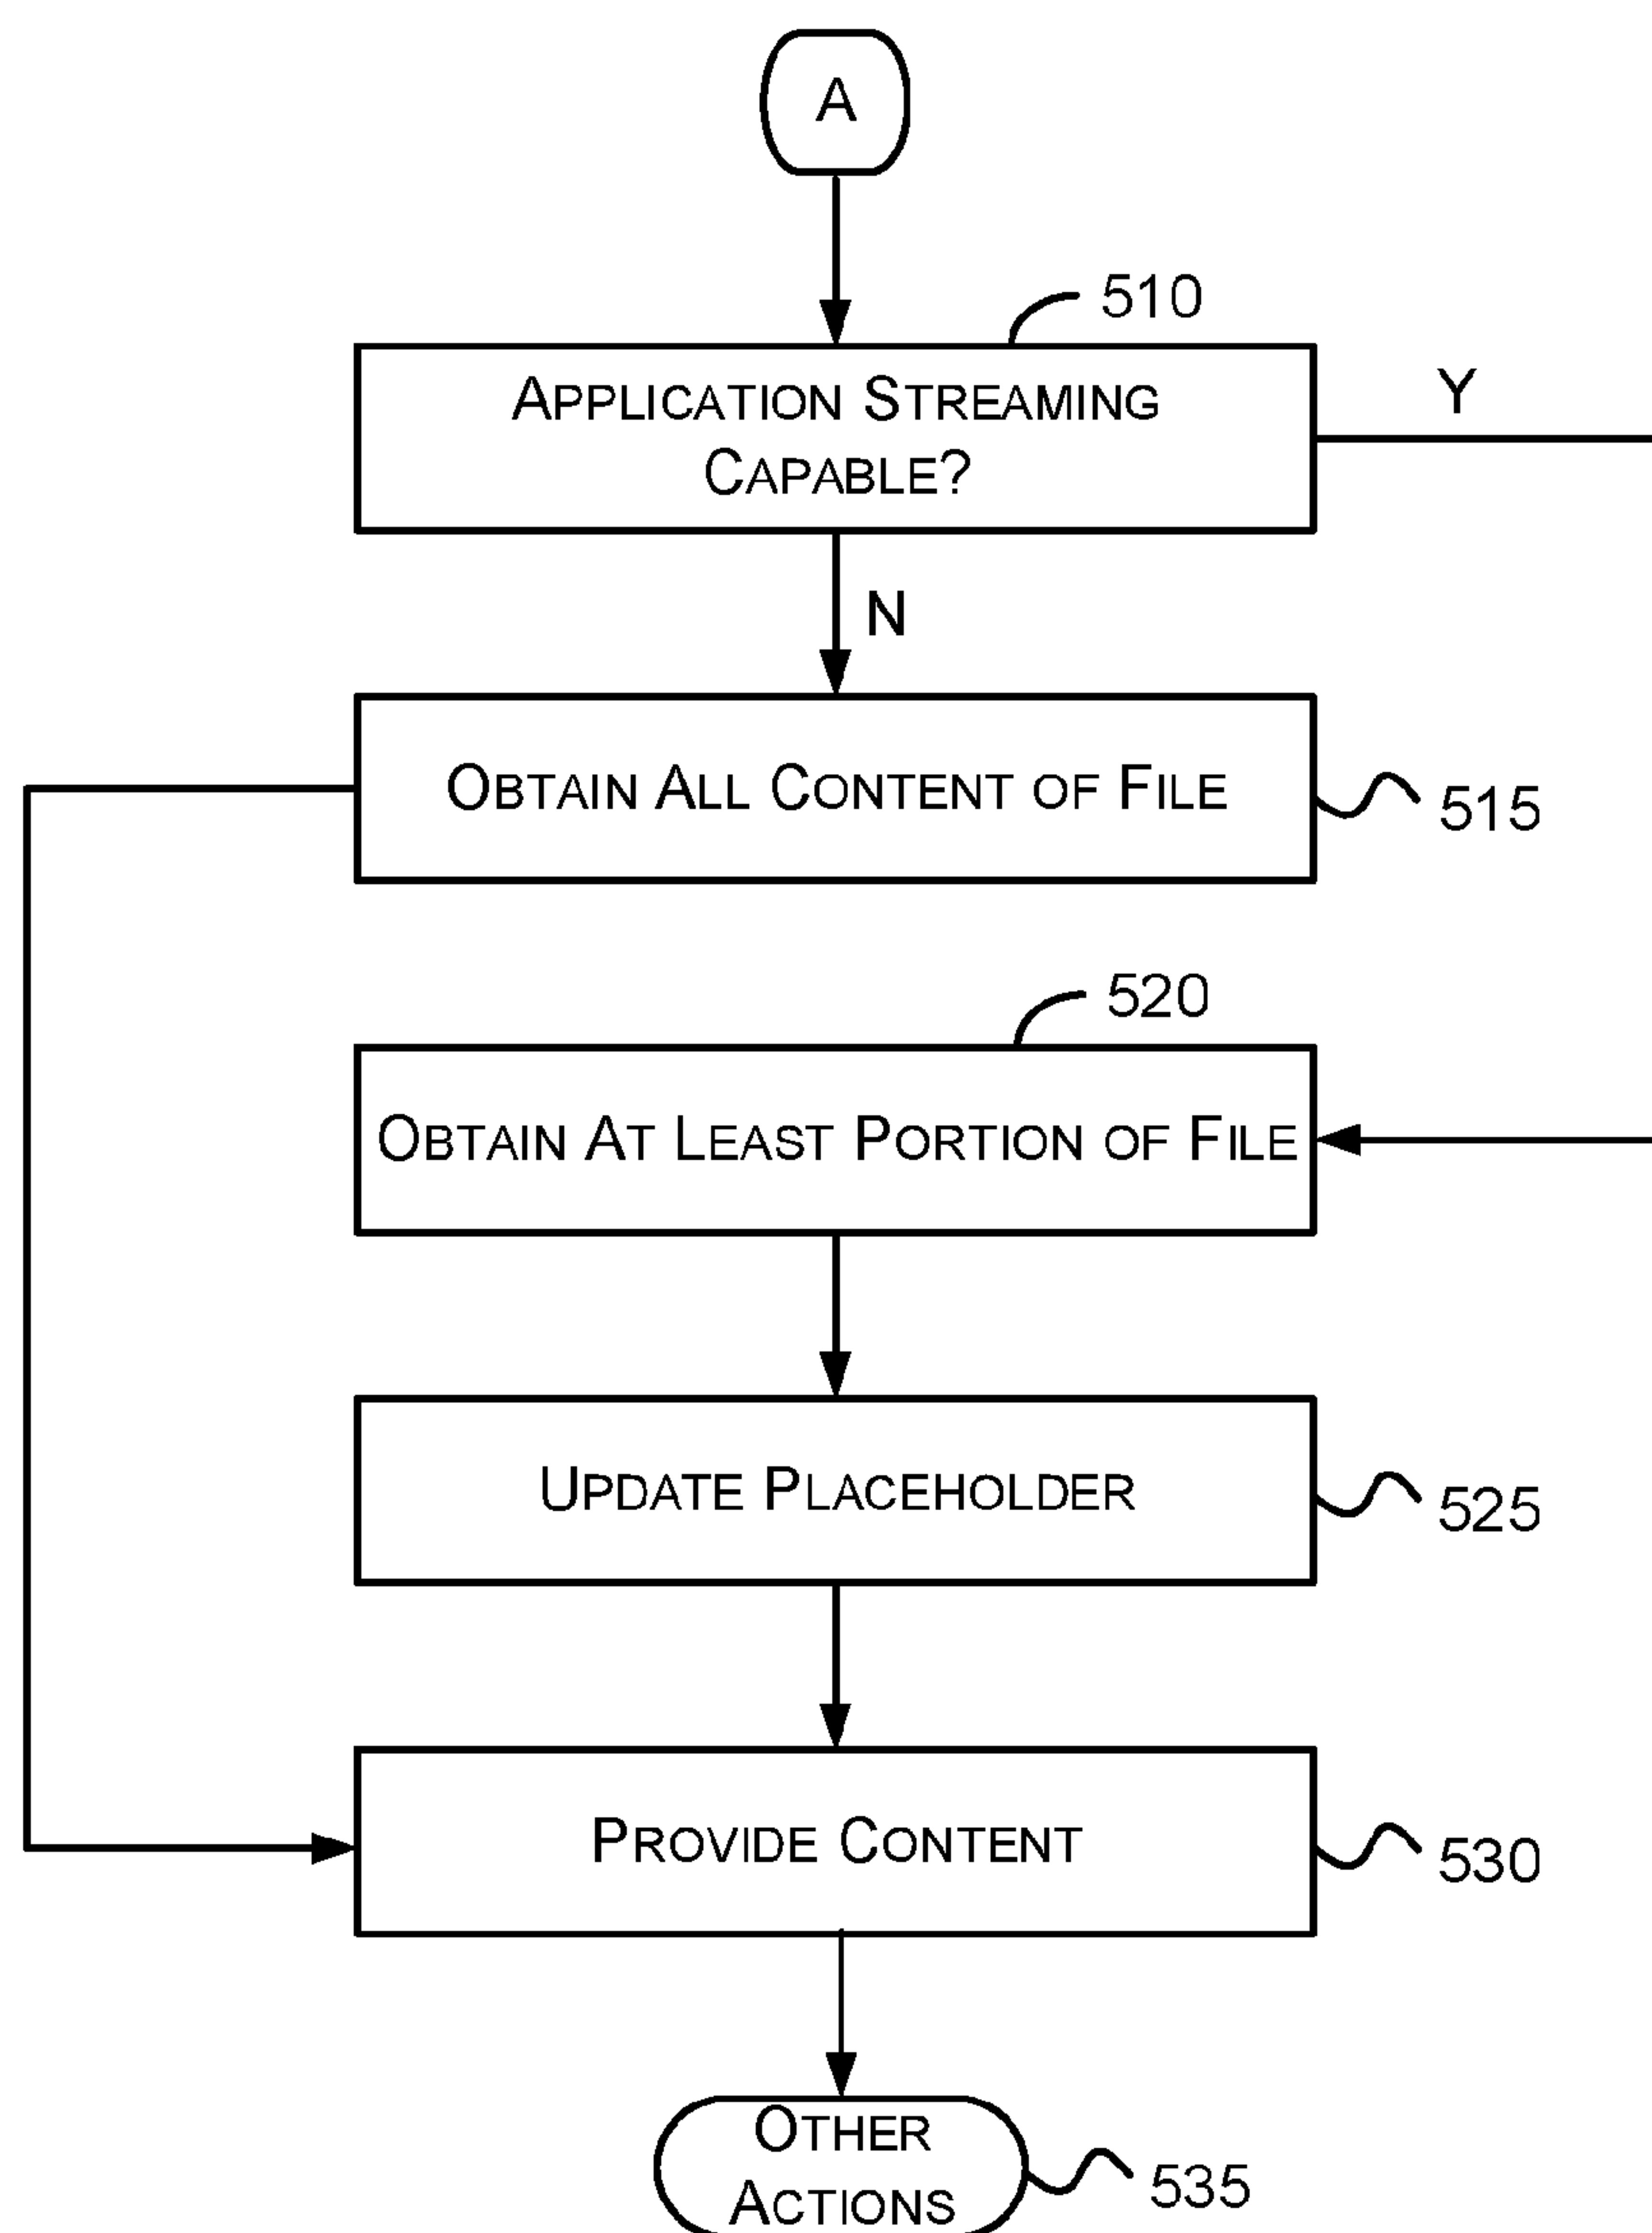 A
510
APPLICATION STREAMING
CAPABLE?
Y
N
OBTAIN ALL CONTENT OF FILE
515
520
OBTAIN AT LEAST PORTION OF FILE
UPDATE PLACEHOLDER
525
PROVIDE CONTENT
530
OTHER
ACTIONS
535